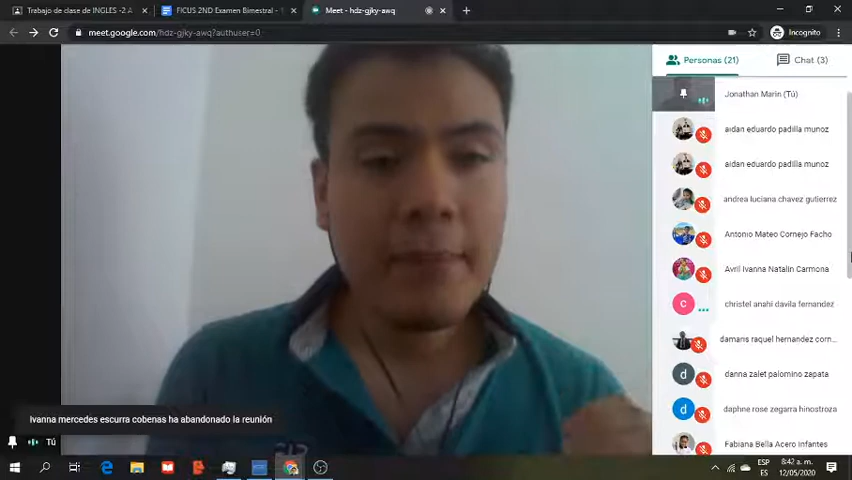 Trabajo de clase de INGLES -2 A
FICUS 2ND Examen Bimestral -
Meet - hdz-gjky-awq
meet.google.com/hdz-gjky-awq?authuser=0
Incognito
Personas (21)
Chat (3)
Jonathan Marin (Tú)
aidan eduardo padilla munoz
aidan eduardo padilla munoz
andrea luciana chavez gutierrez
Antonio Mateo Cornejo Facho
Avril Ivanna Natalin Carmona
c
christel anahi davila fernandez
damaris raquel hernandez corn...
d
danna zalet palomino zapata
d
daphne rose zegarra hinostroza
Fabiana Bella Acero Infantes
Ivanna mercedes escurra cobenas ha abandonado la reunión
Tú
ESP
ES
8:42 a. m.
12/05/2020